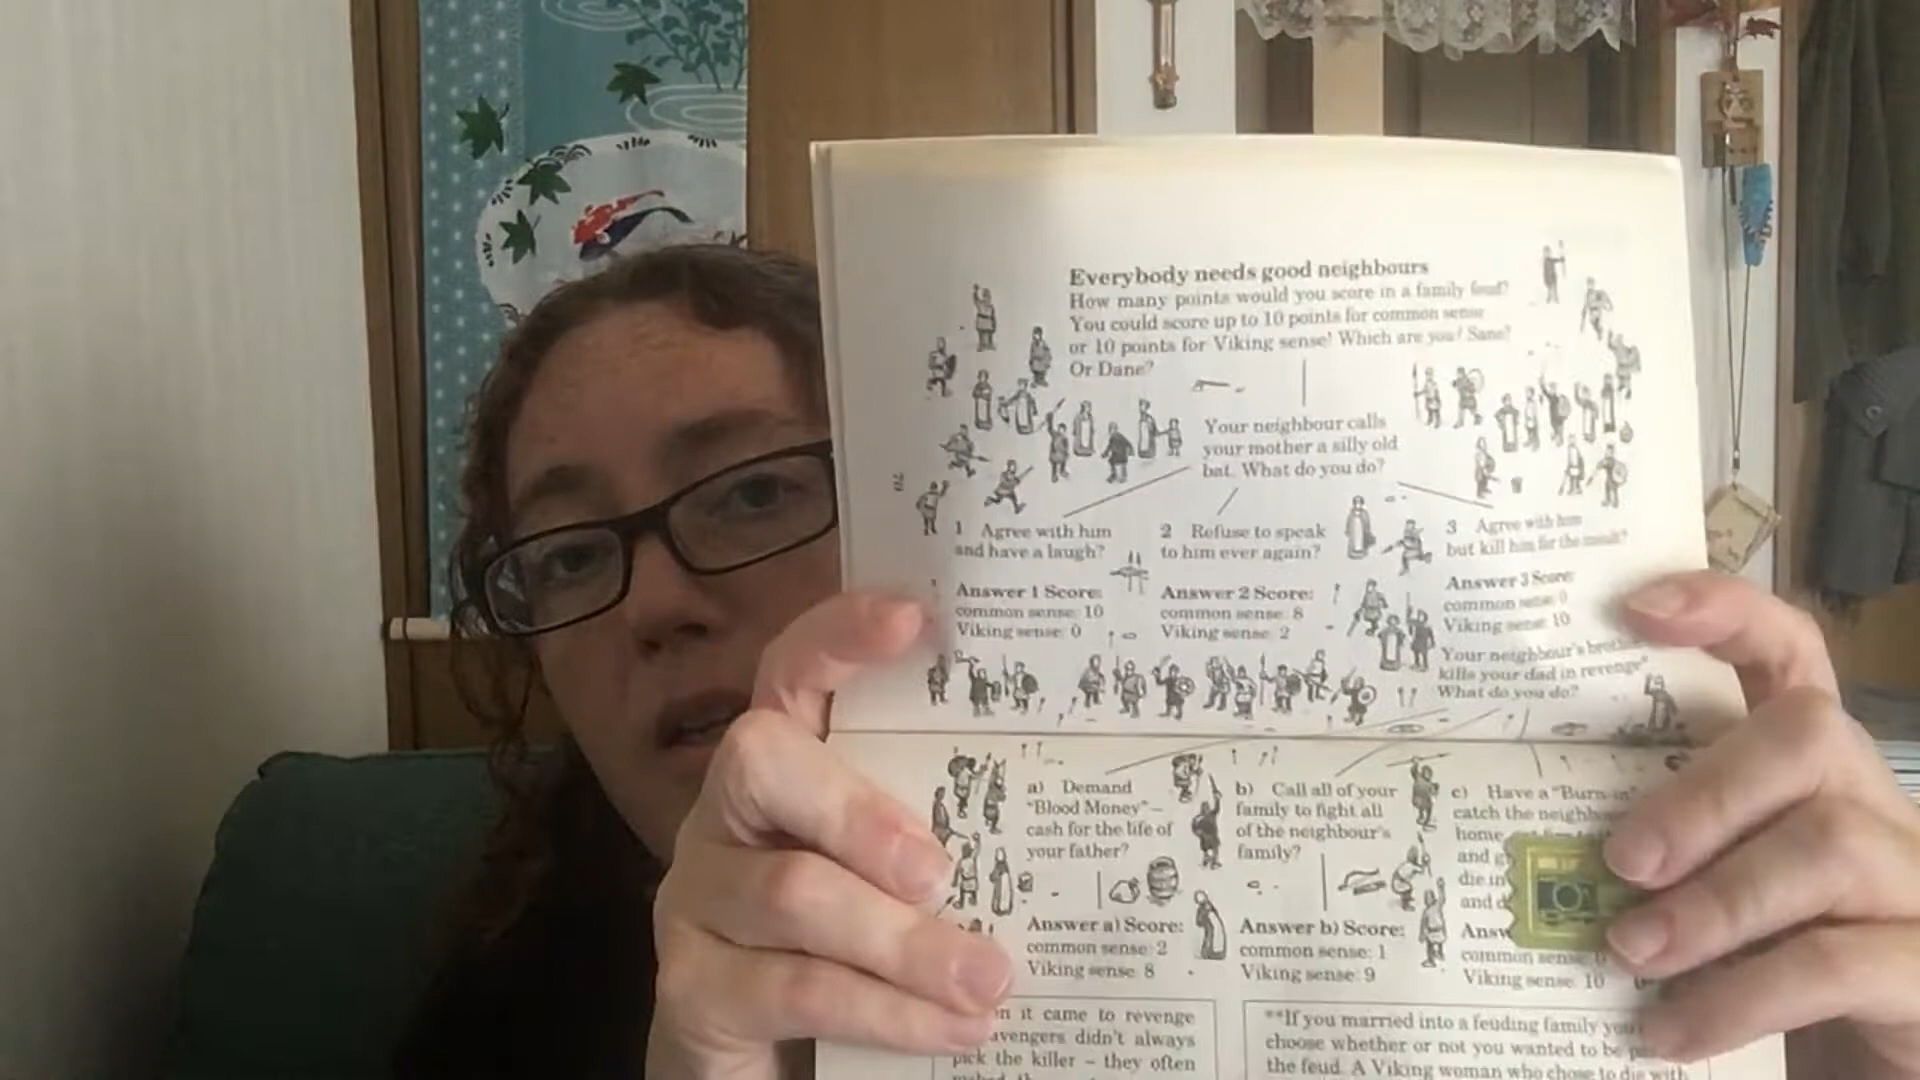 Everybody needs good neighbours
How many points would you score in a family feud?
You could score up to 10 points for common sense
or 10 points for Viking sense! Which are you? Sane?
Or Dane?
Your neighbour calls
your mother a silly old
bat. What do you do?
70
1 Agree with him
and have a laugh?
2 Refuse to speak
to him ever again?
3 Agree with him
but kill him for the insult?
Answer 1 Score:
common sense: 10
Viking sense: 0
Answer 2 Score:
common sense: 8
Viking sense: 2
Answer 3 Score:
common sense: 0
Viking sense: 10
Your neighbour's
kills your dad in revenge*
What do you do?
a) Demand
"Blood Money" –
cash for the life of
your father?
b) Call all of your
family to fight all
of the neighbour's
family?
c) Have a "Burn-in"
catch the
home
and
die in
and
Answer a) Score:
common sense: 2
Viking sense: 8
Answer b) Score:
common sense: 1
Viking sense: 9
common sense: 0
Viking sense: 10
it came to revenge
avengers didn't always
pick the killer – they often
**If you married into a feuding family you
choose whether or not you wanted to be
the feud. A Viking woman who chose to die with